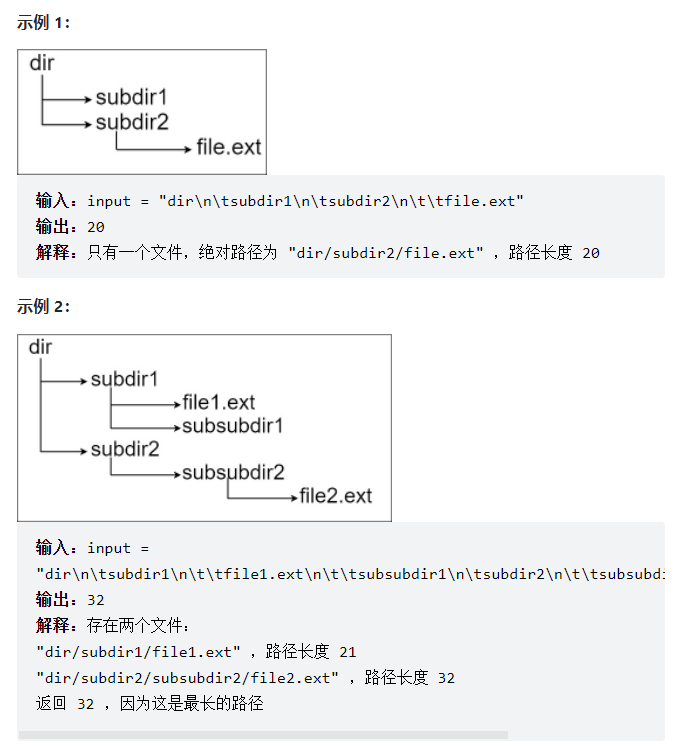 示例 1：
dir
subdir1
subdir2
file.ext
输入：input = "dir\n\tsubdir1\n\tsubdir2\n\t\tfile.ext"
输出：20
解释：只有一个文件，绝对路径为 "dir/subdir2/file.ext" ，路径长度 20
示例 2：
dir
subdir1
file1.ext
subsubdir1
subdir2
subsubdir2
file2.ext
输入：input =
"dir\n\tsubdir1\n\t\tfile1.ext\n\t\tsubsubdir1\n\tsubdir2\n\t\tsubsubdi
输出：32
解释：存在两个文件：
"dir/subdir1/file1.ext" ，路径长度 21
"dir/subdir2/subsubdir2/file2.ext" ，路径长度 32
返回 32 ，因为这是最长的路径